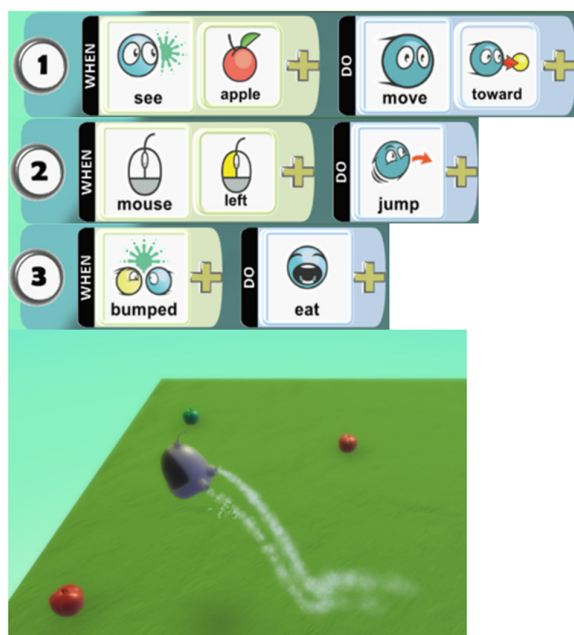 1 WHEN see apple DO move toward
2 WHEN mouse left DO jump
3 WHEN bumped DO eat